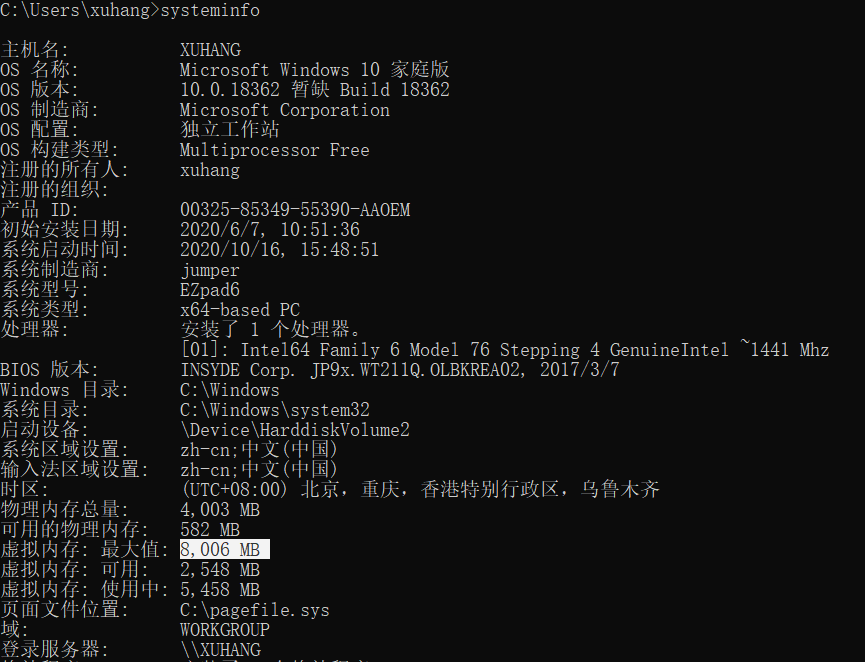 C:\Users\xuhang>systeminfo
主机名: XUHANG
OS 名称: Microsoft Windows 10 家庭版
OS 版本: 10.0.18362 暂缺 Build 18362
OS 制造商: Microsoft Corporation
OS 配置: 独立工作站
OS 构建类型: Multiprocessor Free
注册的所有人: xuhang
注册的组织:
产品 ID: 00325-85349-55390-AAOEM
初始安装日期: 2020/6/7, 10:51:36
系统启动时间: 2020/10/16, 15:48:51
系统制造商: jumper
系统型号: EZpad6
系统类型: x64-based PC
处理器: 安装了 1 个处理器。
[01]: Intel64 Family 6 Model 76 Stepping 4 GenuineIntel ~1441 Mhz
BIOS 版本: INSYDE Corp. JP9x.WT211Q.OLBKREA02, 2017/3/7
Windows 目录: C:\Windows
系统目录: C:\Windows\system32
启动设备: \Device\HarddiskVolume2
系统区域设置: zh-cn;中文(中国)
输入法区域设置: zh-cn;中文(中国)
时区: (UTC+08:00) 北京，重庆，香港特别行政区，乌鲁木齐
物理内存总量: 4,003 MB
可用的物理内存: 582 MB
虚拟内存: 最大值: 8,006 MB
虚拟内存: 可用: 2,548 MB
虚拟内存: 使用中: 5,458 MB
页面文件位置: C:\pagefile.sys
域: WORKGROUP
登录服务器: \\XUHANG